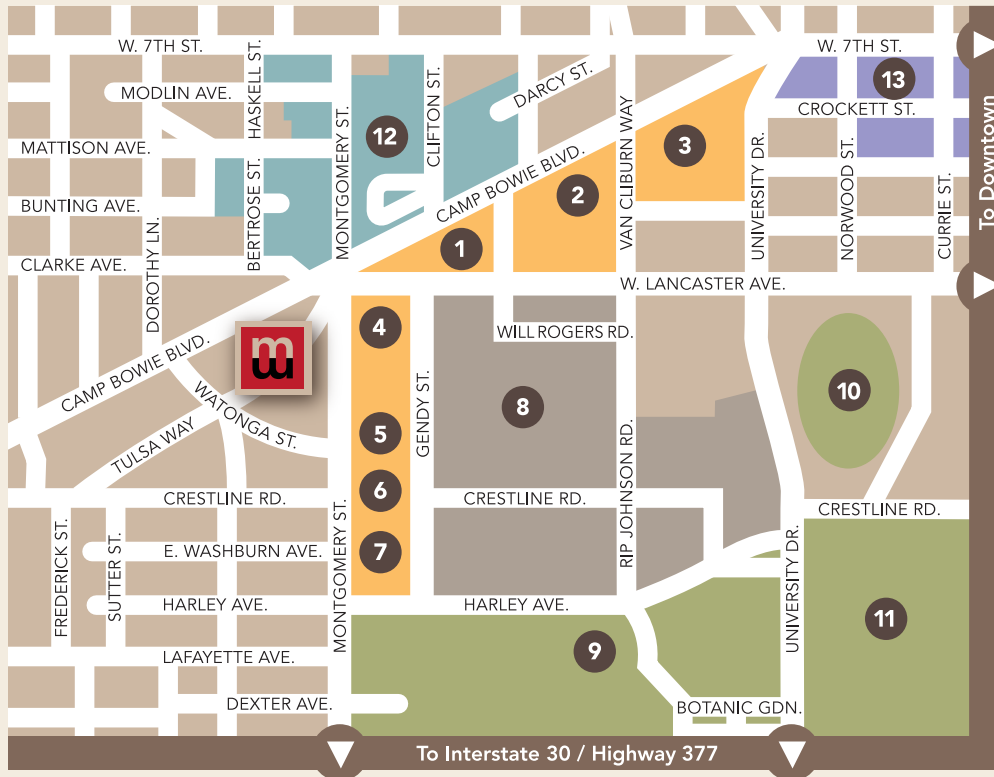 W. 7TH ST.
W. 7TH ST.
HASKELL ST.
MODLIN AVE.
DARCY ST.
13
CROCKETT ST.
12
CLIFTON ST.
MATTISON AVE.
3
To Downtown
MONTGOMERY ST.
CAMP BOWIE BLVD.
VAN CLIBURN WAY
UNIVERSITY DR.
NORWOOD ST.
CURRIE ST.
2
BUNTING AVE.
BERTROSE ST.
DOROTHY LN.
1
CLARKE AVE.
W. LANCASTER AVE.
4
WILL ROGERS RD.
mw
CAMP BOWIE BLVD.
WATONGA ST.
TULSA WAY
GENDY ST.
8
10
5
RIP JOHNSON RD.
6
CRESTLINE RD.
CRESTLINE RD.
CRESTLINE RD.
FREDERICK ST.
SUTTER ST.
E. WASHBURN AVE.
7
MONTGOMERY ST.
UNIVERSITY DR.
HARLEY AVE.
HARLEY AVE.
11
9
LAFAYETTE AVE.
DEXTER AVE.
BOTANIC GDN.
To Interstate 30 / Highway 377